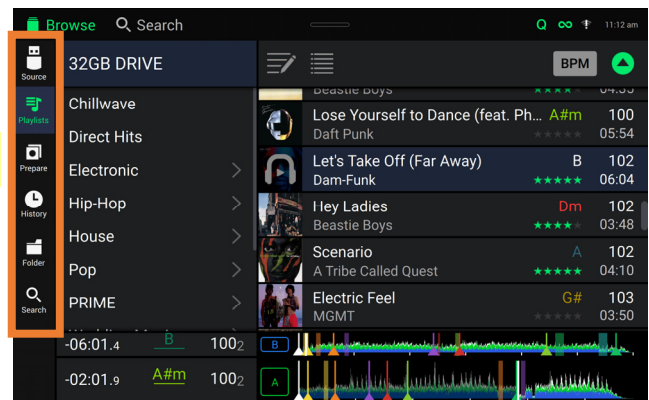 Browse Search Q 11:12 am
Source
32GB DRIVE
BPM
Playlists
Chillwave
Direct Hits
Prepare
Electronic
History
Hip-Hop
House
Folder
Pop
Search
PRIME
Beastie Boys 04:35
Lose Yourself to Dance (feat. Ph... A#m 100
Daft Punk 05:54
Let's Take Off (Far Away) B 102
Dam-Funk 06:04
Hey Ladies Dm 102
Beastie Boys 03:48
Scenario A 102
A Tribe Called Quest 04:10
Electric Feel G# 103
MGMT 03:50
-06:01.4 B 1002 B
-02:01.9 A#m 1002 A